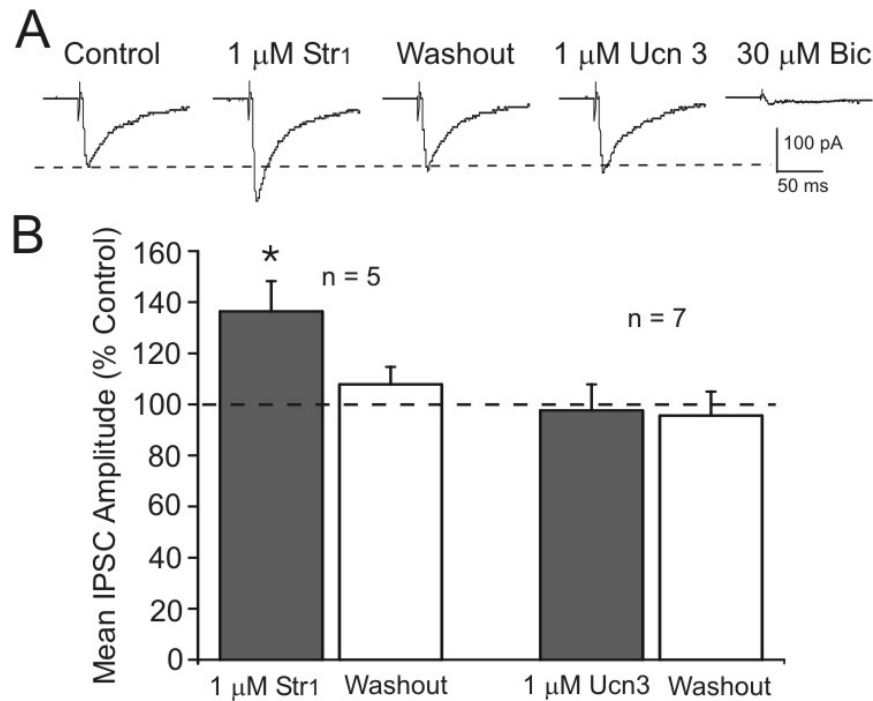 A
Control 1 μM Str1 Washout 1 μM Ucn 3 30 μM Bic
100 pA
50 ms
B
Mean IPSC Amplitude (% Control)
160
140
120
100
80
60
40
20
0
*
n = 5
n = 7
1 μM Str1 Washout 1 μM Ucn3 Washout